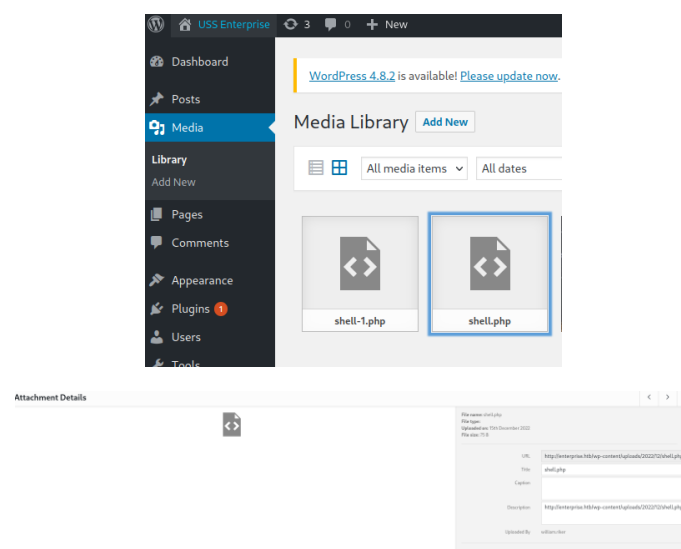 USS Enterprise 3 0 + New
Dashboard
WordPress 4.8.2 is available! Please update now.
Posts
Media Library Add New
Media
Library
All media items All dates
Add New
Pages
Comments
Appearance
shell-1.php shell.php
Plugins 1
Users
Tools
Attachment Details
File name: shell.php
File type:
Uploaded on: 15th December 2022
File size: 71 B
URL http://enterprise.htb/wp-content/uploads/2022/12/shell.php
Title shell.php
Caption
Description http://enterprise.htb/wp-content/uploads/2022/12/shell.php
Uploaded By william.riker